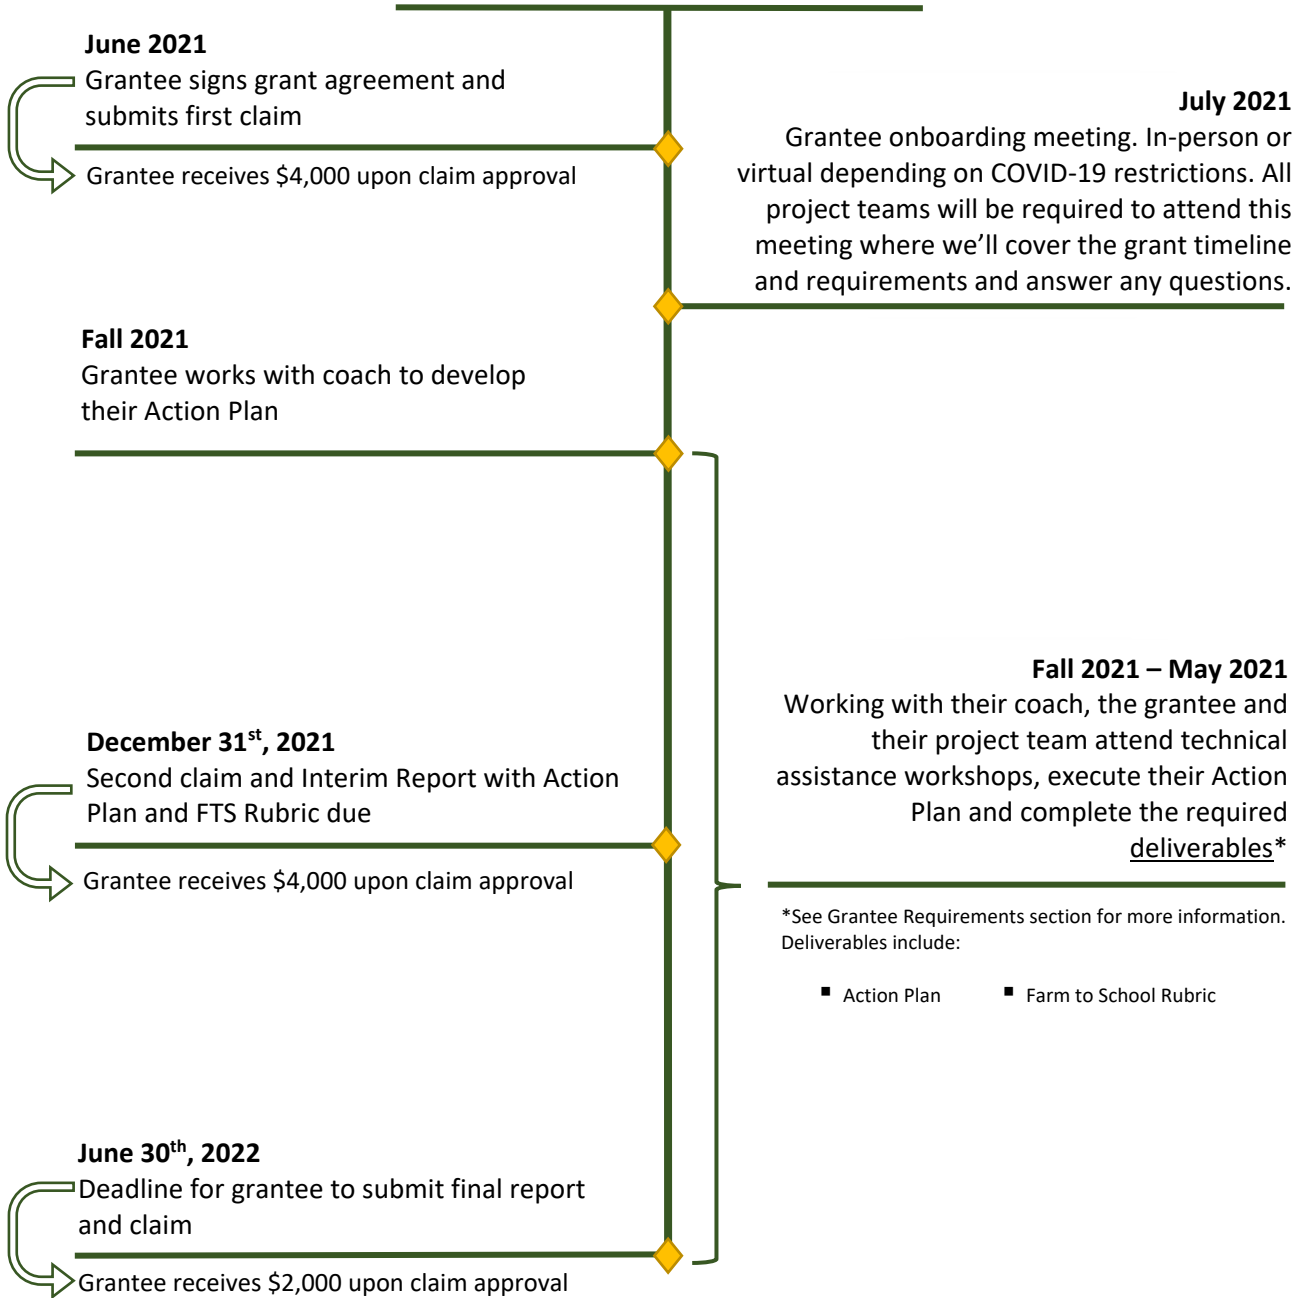 June 2021
Grantee signs grant agreement and
submits first claim
Grantee receives $4,000 upon claim approval
July 2021
Grantee onboarding meeting. In-person or
virtual depending on COVID-19 restrictions. All
project teams will be required to attend this
meeting where we’ll cover the grant timeline
and requirements and answer any questions.
Fall 2021
Grantee works with coach to develop
their Action Plan
Fall 2021 – May 2021
Working with their coach, the grantee and
their project team attend technical
assistance workshops, execute their Action
Plan and complete the required
deliverables*
*See Grantee Requirements section for more information.
Deliverables include:
▪ Action Plan ▪ Farm to School Rubric
December 31st, 2021
Second claim and Interim Report with Action
Plan and FTS Rubric due
Grantee receives $4,000 upon claim approval
June 30th, 2022
Deadline for grantee to submit final report
and claim
Grantee receives $2,000 upon claim approval